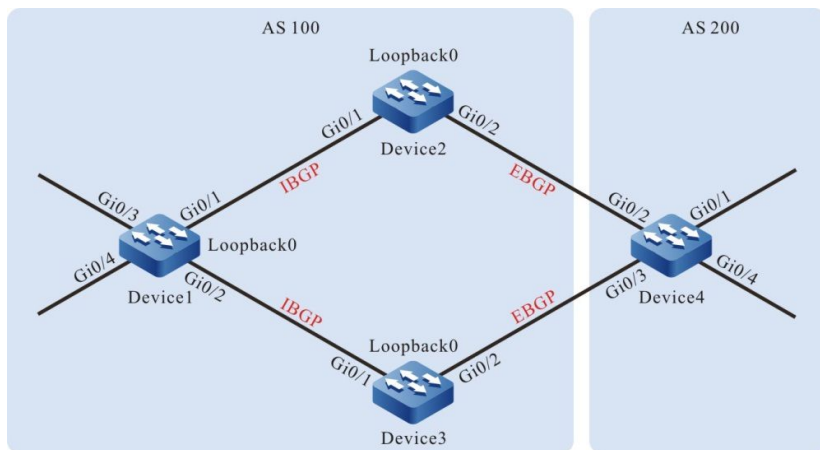 AS 100
AS 200
Loopback0
Gi0/1
Gi0/2
Device2
IBGP
EBGP
Gi0/3
Gi0/1
Gi0/2
Gi0/1
Loopback0
Gi0/4
Device1
Gi0/2
Gi0/3
Gi0/4
Device4
IBGP
EBGP
Loopback0
Gi0/1
Gi0/2
Device3